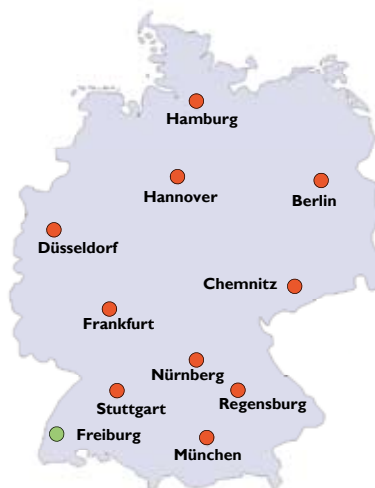 Hamburg
Hannover
Berlin
Düsseldorf
Chemnitz
Frankfurt
Nürnberg
Stuttgart
Regensburg
Freiburg
München